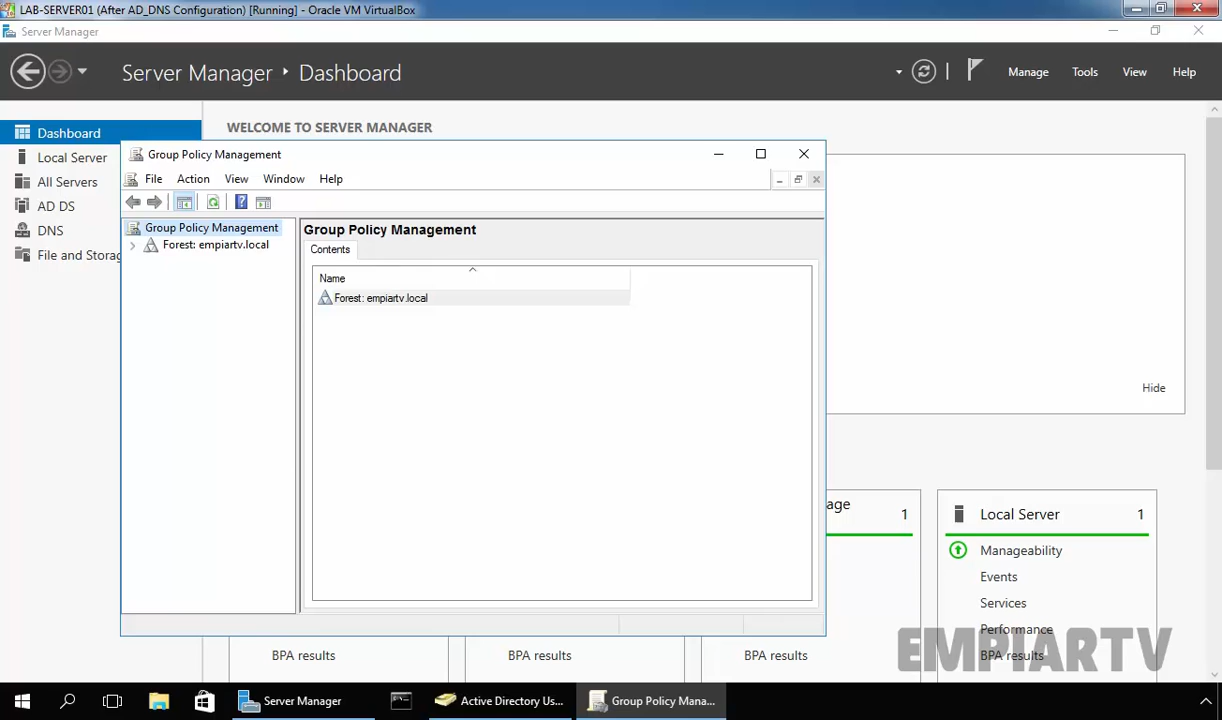 LAB-SERVER01 (After AD_DNS Configuration) [Running] - Oracle VM VirtualBox
Server Manager
Server Manager ‣ Dashboard
Manage Tools View Help
Dashboard
Local Server
All Servers
AD DS
DNS
File and Storag
WELCOME TO SERVER MANAGER
Group Policy Management
File Action View Window Help
Group Policy Management
Forest: empiartv.local
Group Policy Management
Contents
Name
Forest: empiartv.local
Hide
age 1
Local Server 1
Manageability
Events
Services
Performance
BPA results
BPA results
BPA results
BPA results
EMPIARTV
Server Manager
Active Directory Us...
Group Policy Mana...